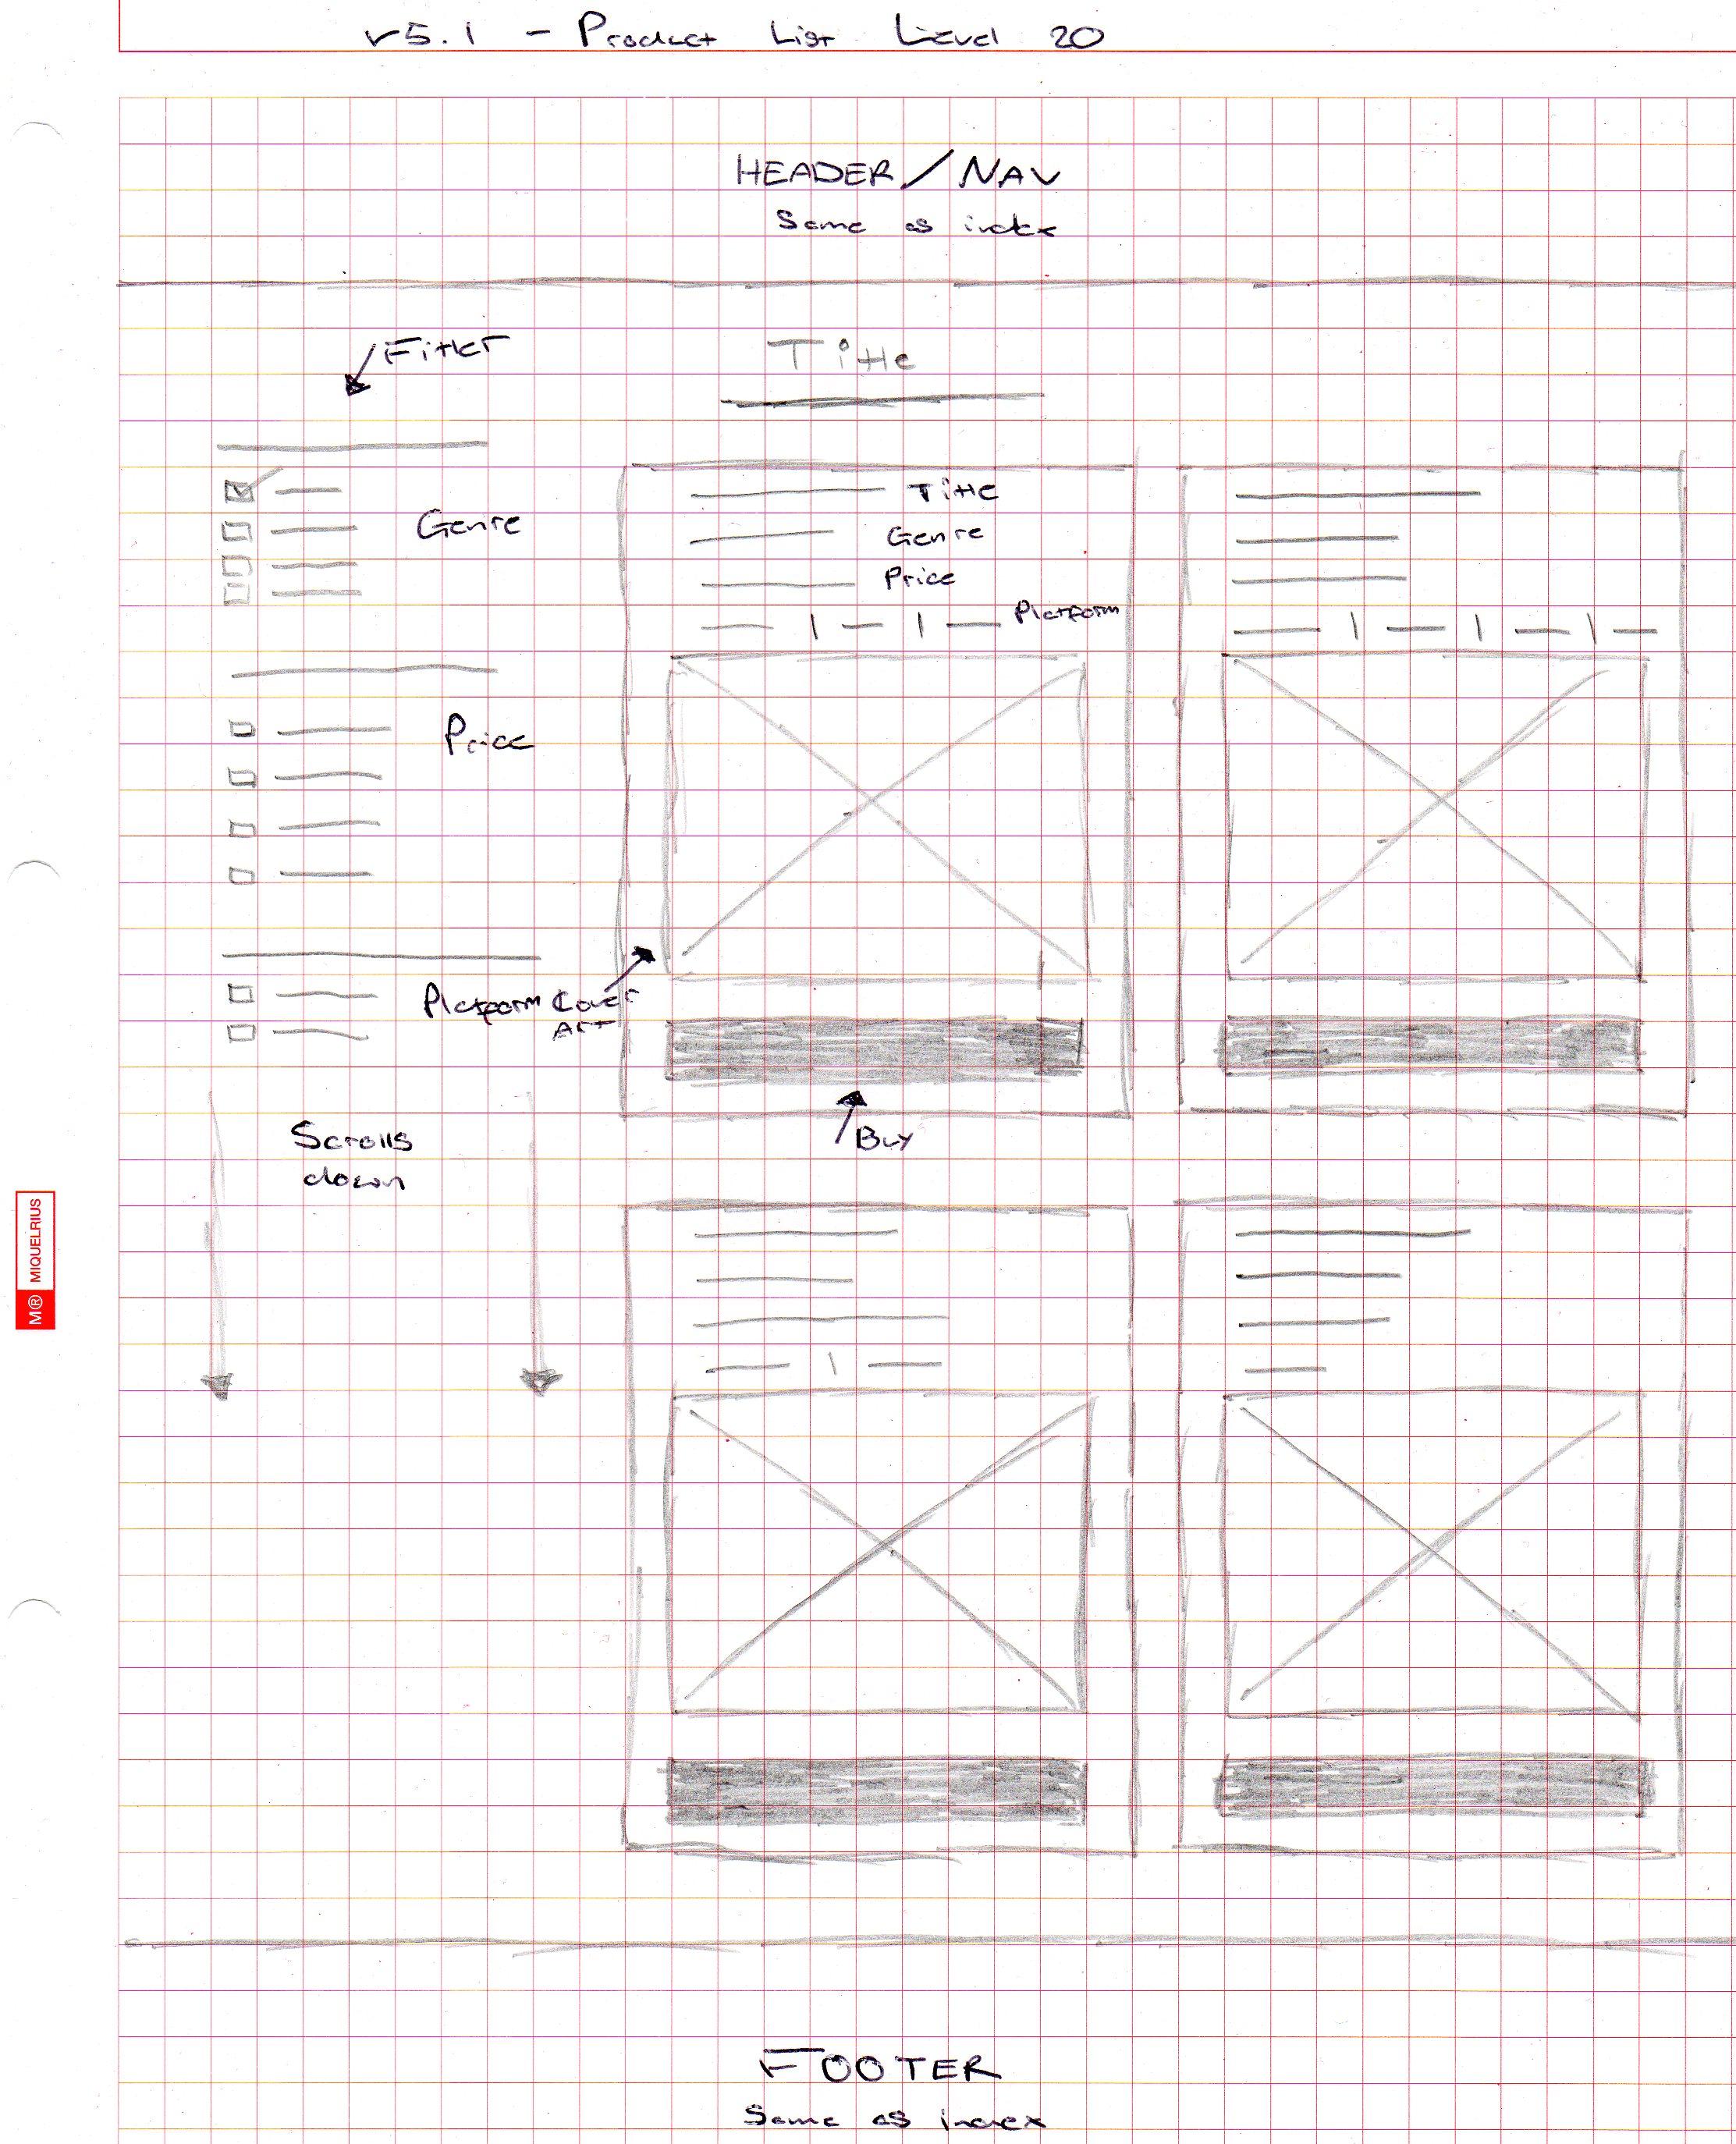 v5.1 - Product List Level 20
HEADER / NAV
Same as index
Filter
Title
Genre
Title
Genre
Price
Platform
Price
Platform
Cover
Art
Buy
Scrolls
down
M® MIQUELRIUS
FOOTER
Same as index